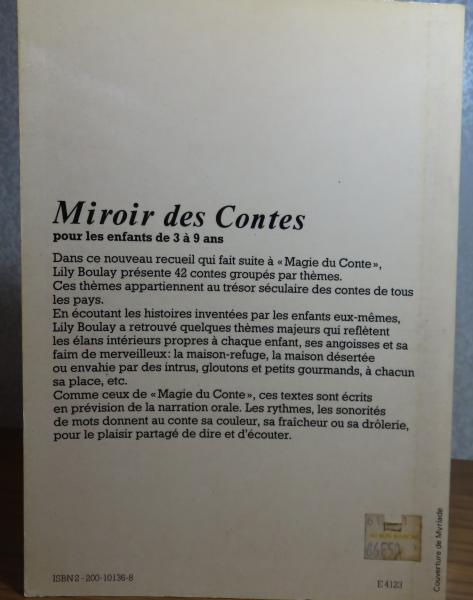 Miroir des Contes
pour les enfants de 3 à 9 ans
Dans ce nouveau recueil qui fait suite à «Magie du Conte»,
Lily Boulay présente 42 contes groupés par thèmes.
Ces thèmes appartiennent au trésor séculaire des contes de tous
les pays.
En écoutant les histoires inventées par les enfants eux-mêmes,
Lily Boulay a retrouvé quelques thèmes majeurs qui reflètent
les élans intérieurs propres à chaque enfant, ses angoisses et sa
faim de merveilleux: la maison-refuge, la maison désertée
ou envahie par des intrus, gloutons et petits gourmands, à chacun
sa place, etc.
Comme ceux de «Magie du Conte», ces textes sont écrits
en prévision de la narration orale. Les rythmes, les sonorités
de mots donnent au conte sa couleur, sa fraîcheur ou sa drôlerie,
pour le plaisir partagé de dire et d'écouter.
Couverture de Myriade
ISBN 2 - 200-10136-8
E 4123